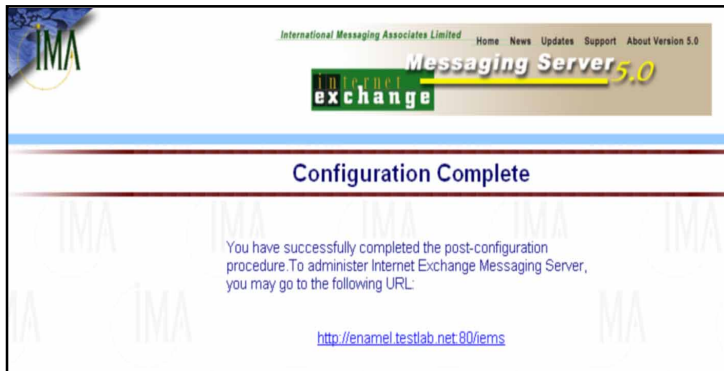 IMA
International Messaging Associates Limited
Home News Updates Support About Version 5.0
Messaging Server 5.0
internet
exchange
Configuration Complete
You have successfully completed the post-configuration
procedure.To administer Internet Exchange Messaging Server,
you may go to the following URL:
http://enamel.testlab.net:80/iems